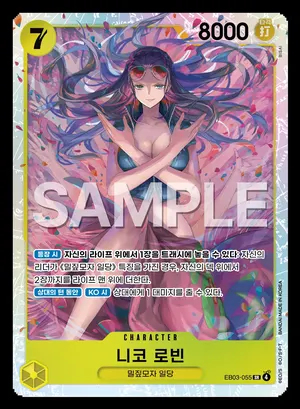 7
8000
打
SAMPLE
등장 시 자신의 라이프 위에서 1장을 트래시에 놓을 수 있다: 자신의
리더가 《밀짚모자 일당》 특징을 가진 경우, 자신의 덱 위에서
2장까지를 라이프 맨 위에 더한다.
상대의 턴 동안 KO 시 상대에게 1 대미지를 줄 수 있다.
CHARACTER
니코 로빈
밀짚모자 일당
EB03-055